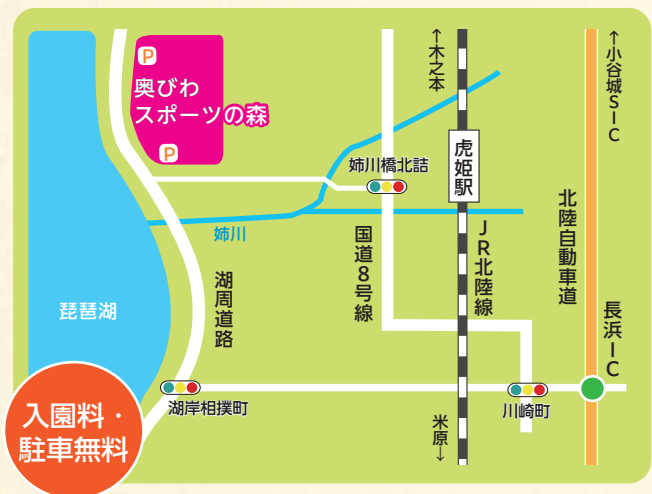 P
奥びわ
スポーツの森
P
↑木之本
↑小谷城SIC
姉川橋北詰
虎姫駅
姉川
湖周道路
国道8号線
JR北陸線
北陸自動車道
琵琶湖
長浜IC
湖岸相撲町
川崎町
米原↓
入園料・
駐車無料